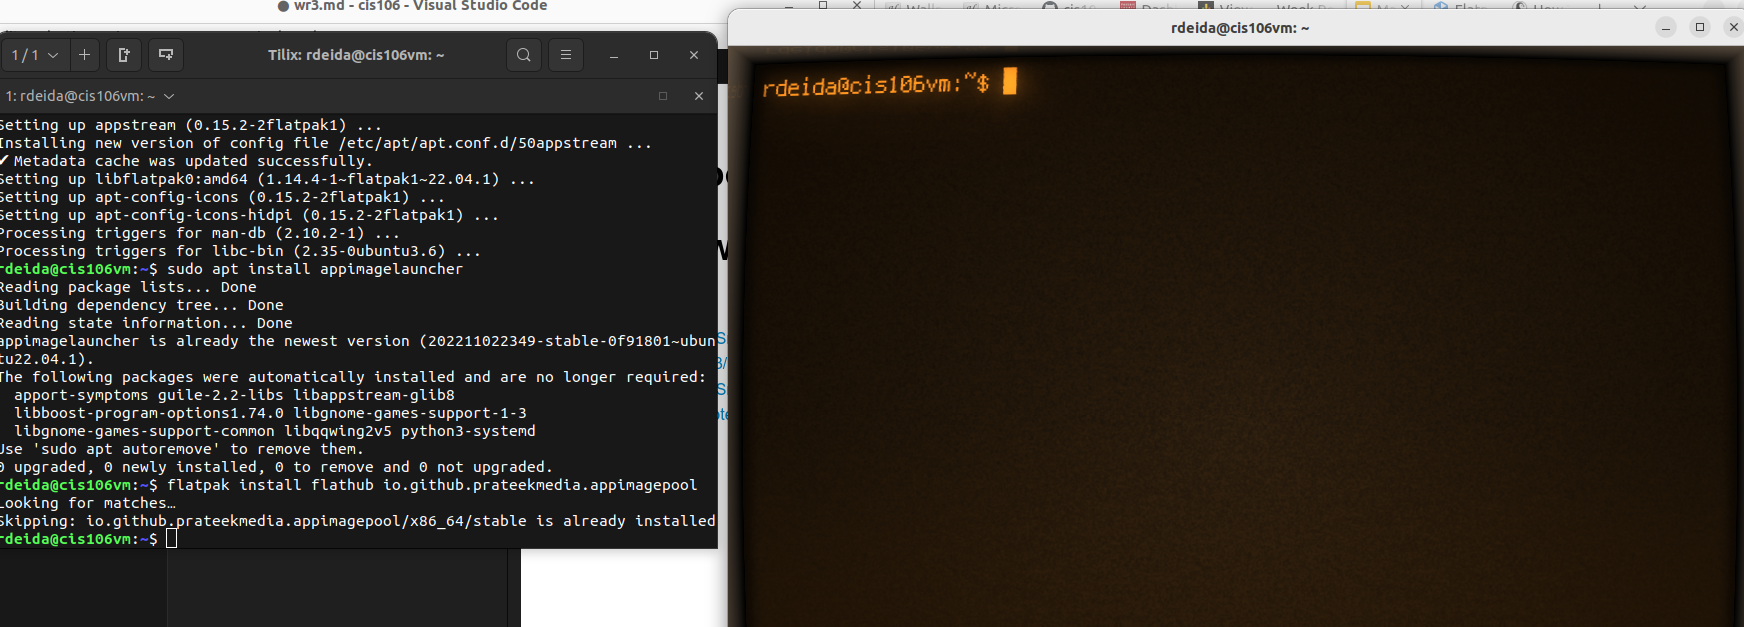 ● wr3.md - cis106 - Visual Studio Code
1 / 1
Tilix: rdeida@cis106vm: ~
1: rdeida@cis106vm: ~
Setting up appstream (0.15.2-2flatpak1) ...
Installing new version of config file /etc/apt/apt.conf.d/50appstream ...
✔ Metadata cache was updated successfully.
Setting up libflatpak0:amd64 (1.14.4-1~flatpak1~22.04.1) ...
Setting up apt-config-icons (0.15.2-2flatpak1) ...
Setting up apt-config-icons-hidpi (0.15.2-2flatpak1) ...
Processing triggers for man-db (2.10.2-1) ...
Processing triggers for libc-bin (2.35-0ubuntu3.6) ...
rdeida@cis106vm:~$ sudo apt install appimagelauncher
Reading package lists... Done
Building dependency tree... Done
Reading state information... Done
appimagelauncher is already the newest version (202211022349-stable-0f91801~ubun
tu22.04.1).
The following packages were automatically installed and are no longer required:
apport-symptoms guile-2.2-libs libappstream-glib8
libboost-program-options1.74.0 libgnome-games-support-1-3
libgnome-games-support-common libqqwing2v5 python3-systemd
Use 'sudo apt autoremove' to remove them.
0 upgraded, 0 newly installed, 0 to remove and 0 not upgraded.
rdeida@cis106vm:~$ flatpak install flathub io.github.prateekmedia.appimagepool
Looking for matches…
Skipping: io.github.prateekmedia.appimagepool/x86_64/stable is already installed
rdeida@cis106vm:~$
rdeida@cis106vm: ~
rdeida@cis106vm:~$